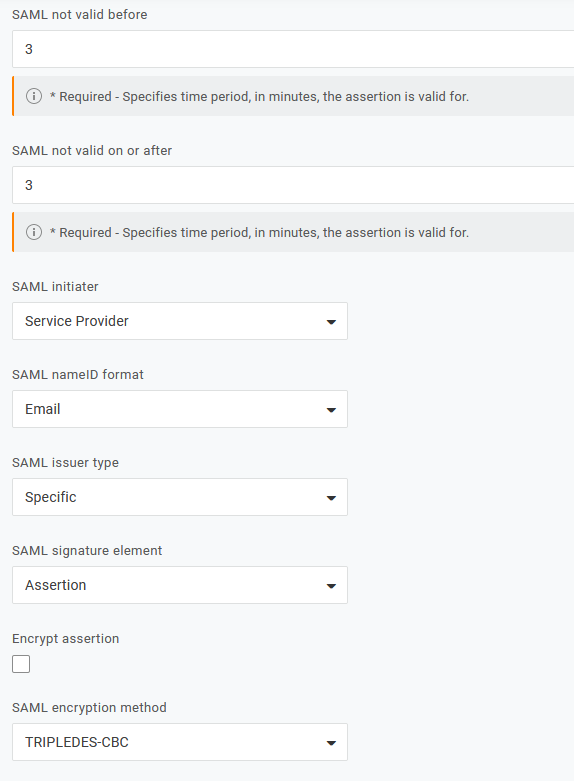 SAML not valid before
3
* Required - Specifies time period, in minutes, the assertion is valid for.
SAML not valid on or after
3
* Required - Specifies time period, in minutes, the assertion is valid for.
SAML initiater
Service Provider
SAML nameID format
Email
SAML issuer type
Specific
SAML signature element
Assertion
Encrypt assertion
SAML encryption method
TRIPLEDES-CBC